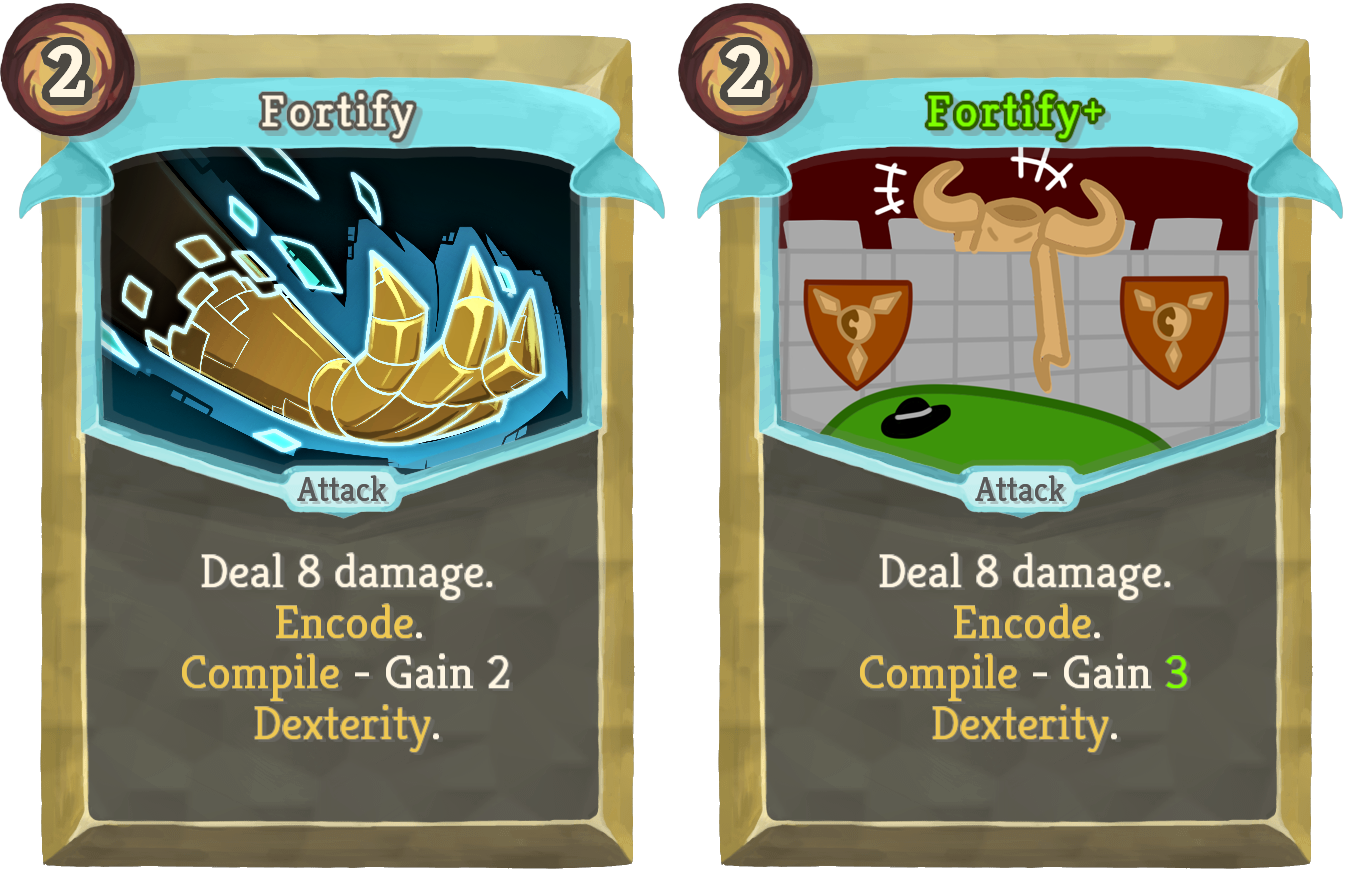 2
Fortify
Attack
Deal 8 damage.
Encode.
Compile - Gain 2
Dexterity.
2
Fortify+
Attack
Deal 8 damage.
Encode.
Compile - Gain 3
Dexterity.